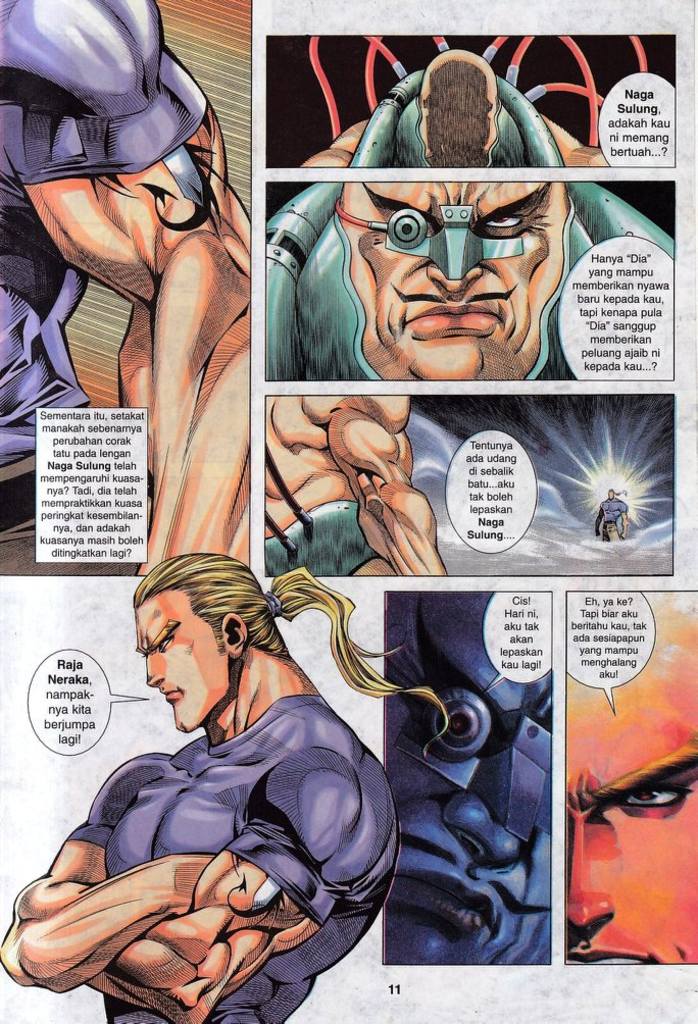 Naga
Sulung,
adakah kau
ni memang
bertuah...?
Hanya "Dia"
yang mampu
memberikan nyawa
baru kepada kau,
tapi kenapa pula
"Dia" sanggup
memberikan
peluang ajaib ni
kepada kau...?
Sementara itu, setakat
manakah sebenarnya
perubahan corak
tatu pada lengan
Naga Sulung telah
mempengaruhi kuasa-
nya? Tadi, dia telah
mempraktikkan kuasa
peringkat kesembilan-
nya, dan adakah
kuasanya masih boleh
ditingkatkan lagi?
Tentunya
ada udang
di sebalik
batu...aku
tak boleh
lepaskan
Naga
Sulung....
Raja
Neraka,
nampak-
nya kita
berjumpa
lagi!
Cis!
Hari ni,
aku tak
akan
lepaskan
kau lagi!
Eh, ya ke?
Tapi biar aku
beritahu kau, tak
ada sesiapapun
yang mampu
menghalang
aku!
11